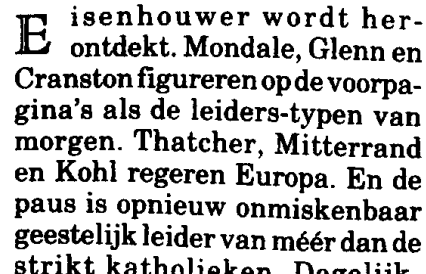 Eisenhouwer wordt her-
ontdekt. Mondale, Glenn en
Cranston figureren op de voorpa-
gina's als de leiders-typen van
morgen. Thatcher, Mitterrand
en Kohl regeren Europa. En de
paus is opnieuw onmiskenbaar
geestelijk leider van méér dan de
strikt katholieken. Degelijk-